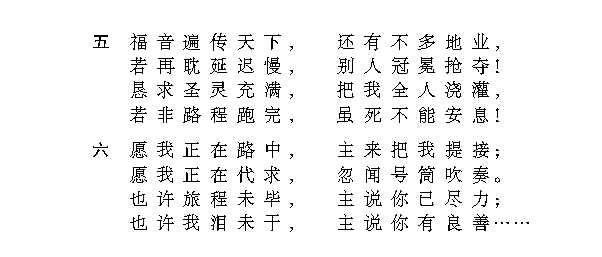 五 福音遍传天下， 还有不多地业，
若再耽延迟慢， 别人冠冕抢夺！
恳求圣灵充满， 把我全人浇灌，
若非路程跑完， 虽死不能安息！
六 愿我正在路中， 主来把我提接；
愿我正在代求， 忽闻号筒吹奏。
也许旅程未毕， 主说你已尽力；
也许我泪未干， 主说你有良善……